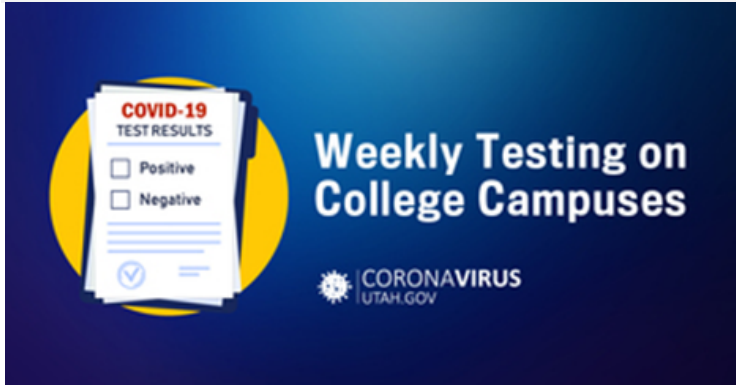 COVID-19
TEST RESULTS
Positive
Negative
Weekly Testing on
College Campuses
CORONAVIRUS
UTAH.GOV